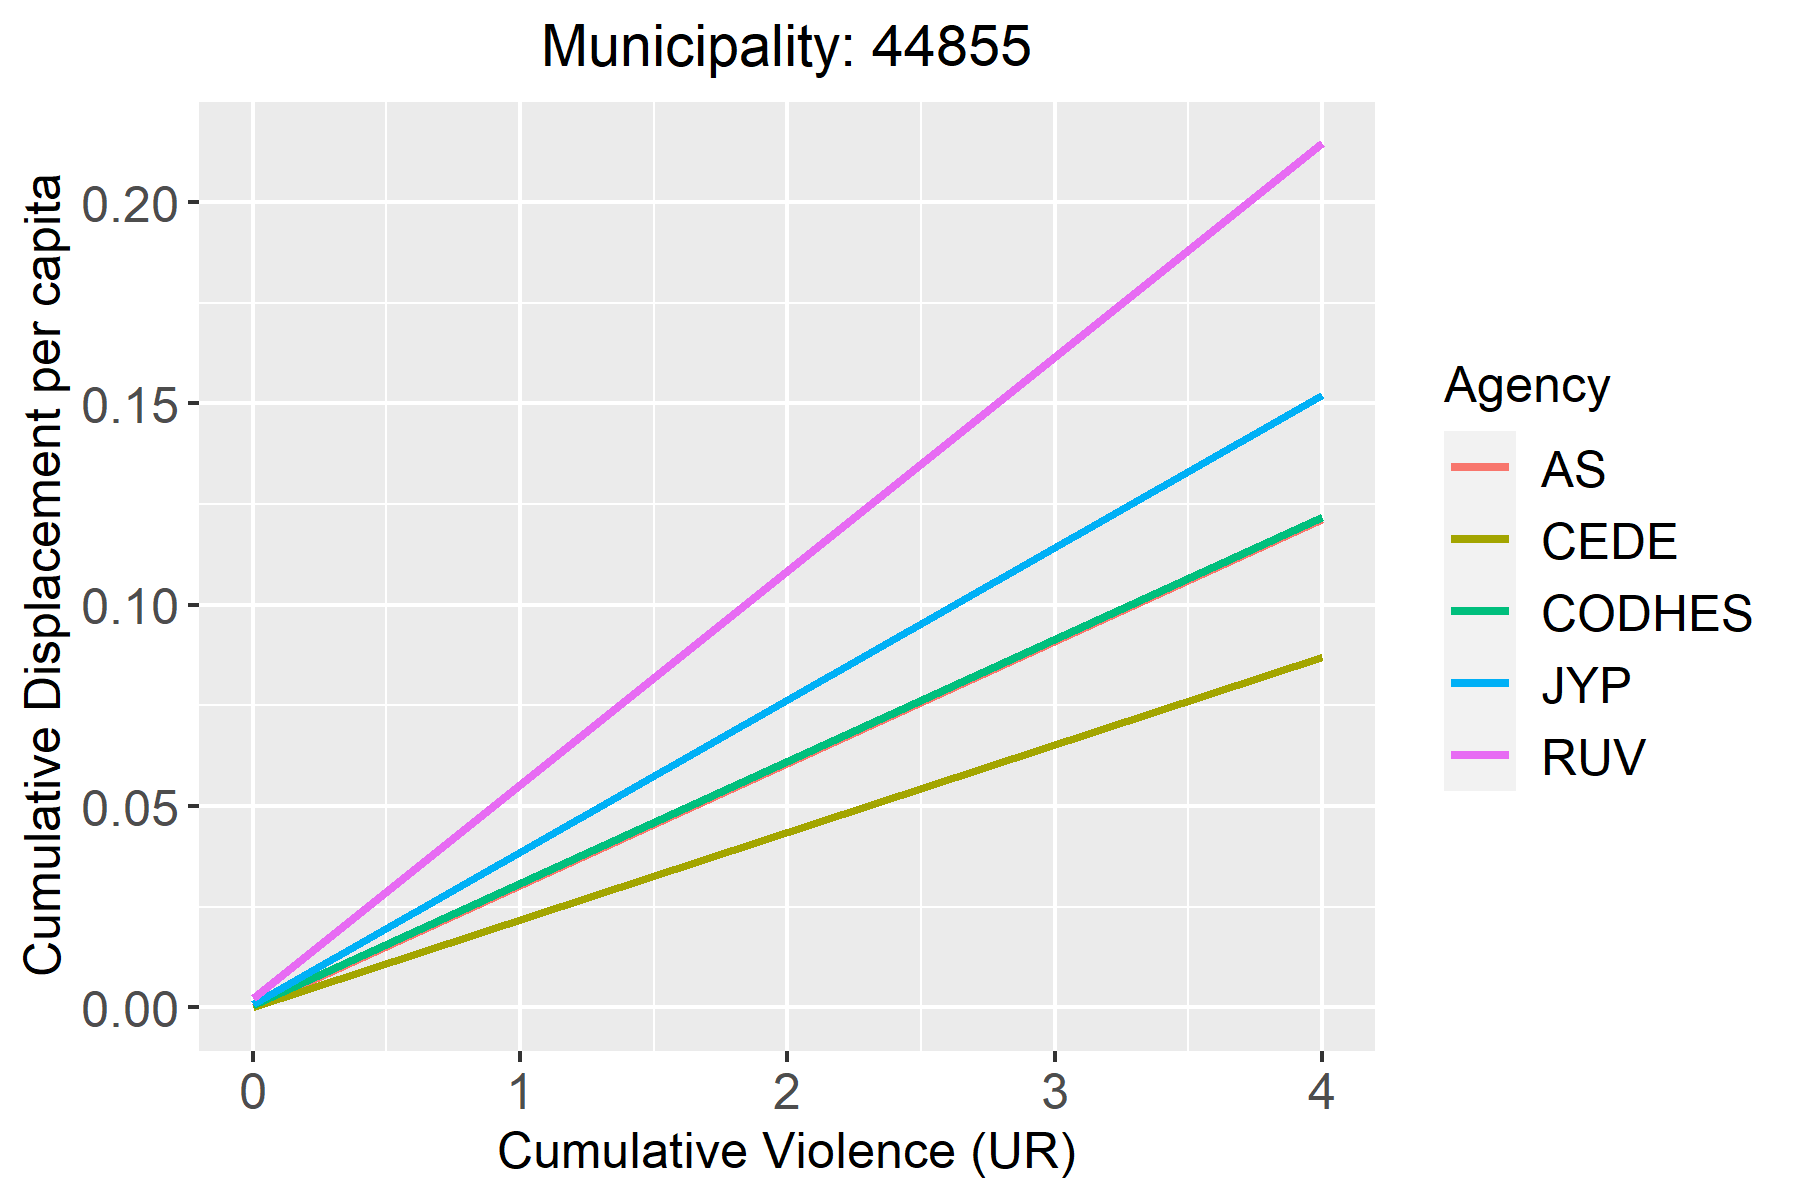 Municipality: 44855
Cumulative Displacement per capita
0.20
0.15
0.10
0.05
0.00
0 1 2 3 4
Cumulative Violence (UR)
Agency
AS
CEDE
CODHES
JYP
RUV